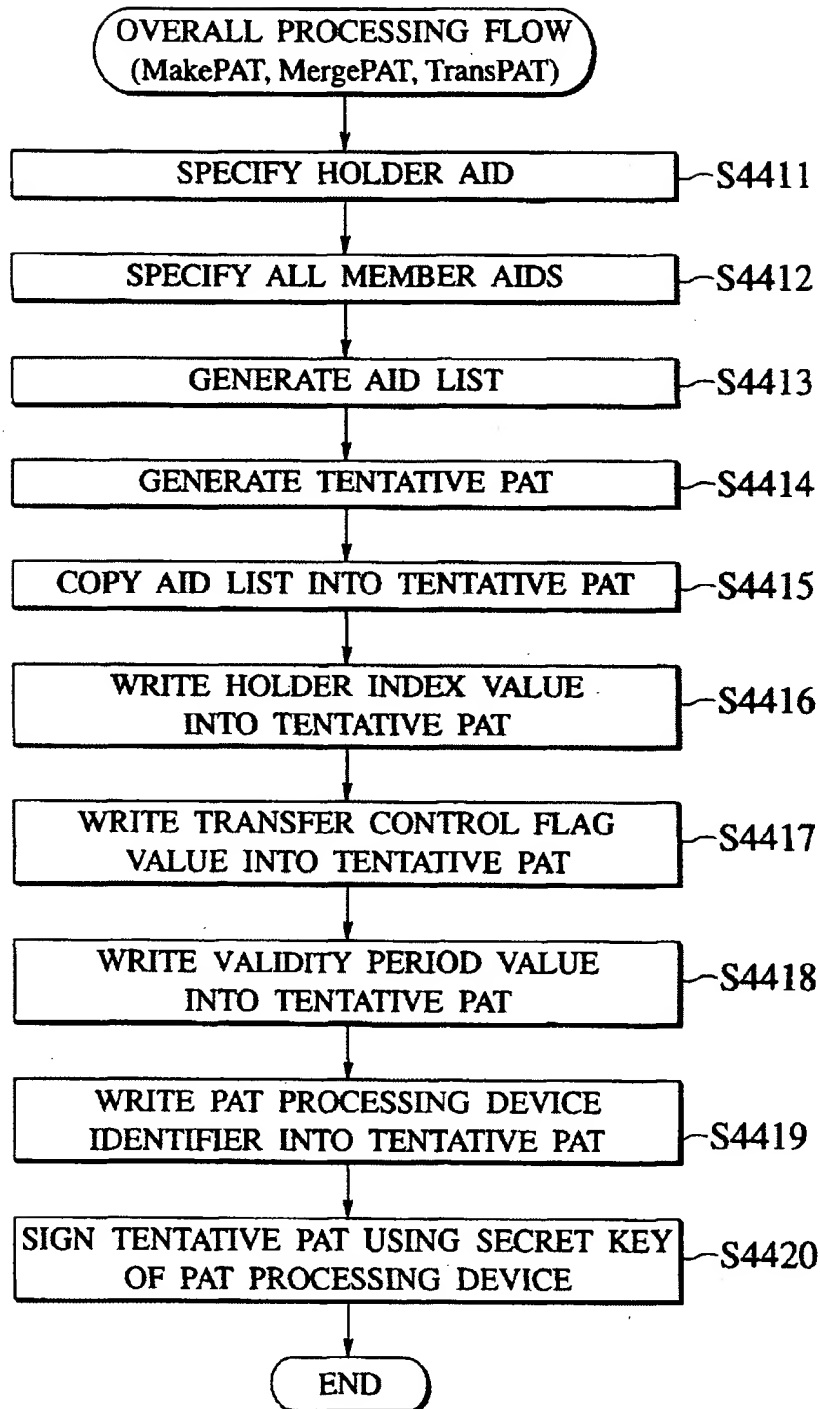 OVERALL PROCESSING FLOW
(MakePAT, MergePAT, TransPAT)
SPECIFY HOLDER AID
S4411
SPECIFY ALL MEMBER AIDS
S4412
GENERATE AID LIST
S4413
GENERATE TENTATIVE PAT
S4414
COPY AID LIST INTO TENTATIVE PAT
S4415
WRITE HOLDER INDEX VALUE
INTO TENTATIVE PAT
S4416
WRITE TRANSFER CONTROL FLAG
VALUE INTO TENTATIVE PAT
S4417
WRITE VALIDITY PERIOD VALUE
INTO TENTATIVE PAT
S4418
WRITE PAT PROCESSING DEVICE
IDENTIFIER INTO TENTATIVE PAT
S4419
SIGN TENTATIVE PAT USING SECRET KEY
OF PAT PROCESSING DEVICE
S4420
END